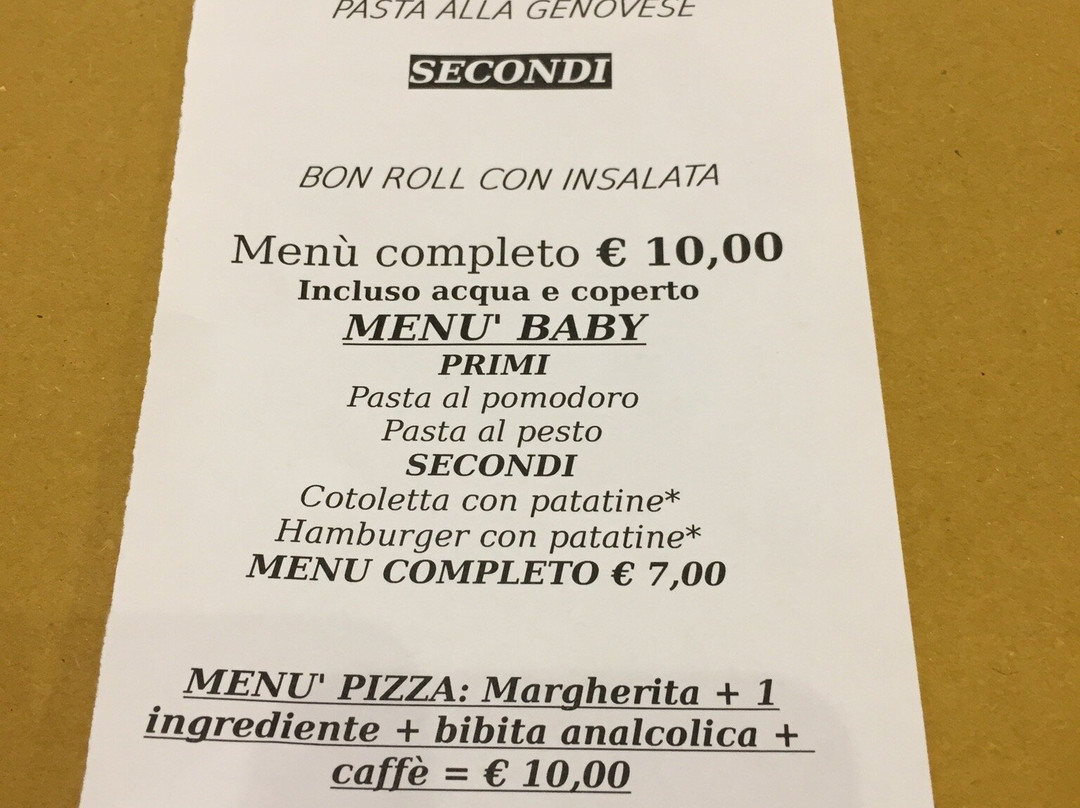 PASTA ALLA GENOVESE
SECONDI
BON ROLL CON INSALATA
Menù completo € 10,00
Incluso acqua e coperto
MENU' BABY
PRIMI
Pasta al pomodoro
Pasta al pesto
SECONDI
Cotoletta con patatine*
Hamburger con patatine*
MENU COMPLETO € 7,00
MENU' PIZZA: Margherita + 1
ingrediente + bibita analcolica +
caffè = € 10,00